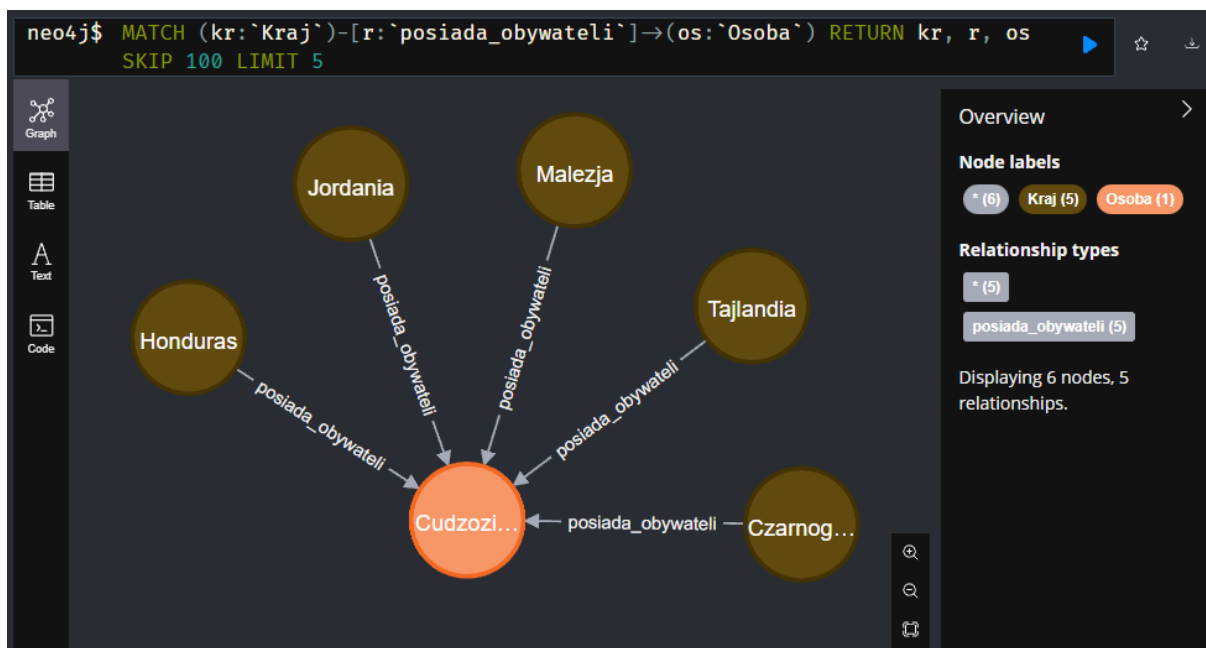 neo4j$ MATCH (kr:`Kraj`)-[r:`posiada_obywateli`]→(os:`Osoba`) RETURN kr, r, os
SKIP 100 LIMIT 5
Graph
Table
Text
Code
Jordania
Malezja
Honduras
Tajlandia
Cudzozi...
Czarnog...
posiada_obywateli
posiada_obywateli
posiada_obywateli
posiada_obywateli
posiada_obywateli
Overview
Node labels
* (6) Kraj (5) Osoba (1)
Relationship types
* (5)
posiada_obywateli (5)
Displaying 6 nodes, 5
relationships.